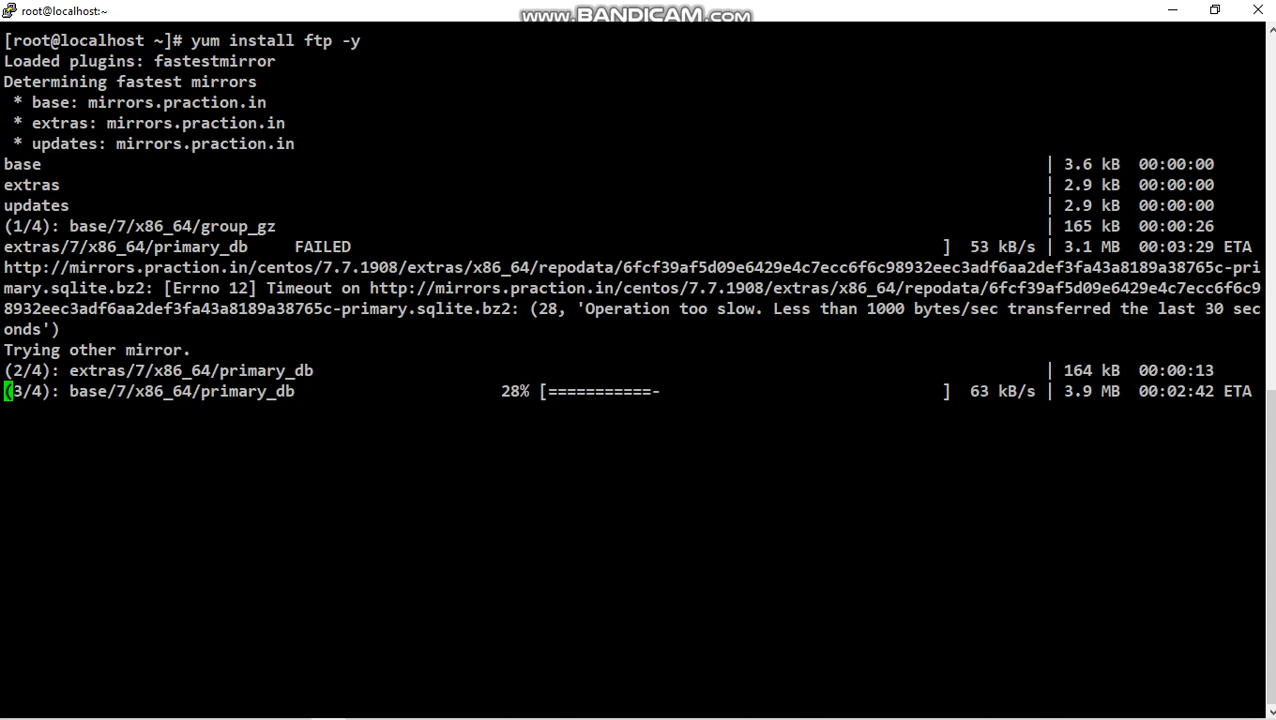 root@localhost:~
www.BANDICAM.com
[root@localhost ~]# yum install ftp -y
Loaded plugins: fastestmirror
Determining fastest mirrors
 * base: mirrors.praction.in
 * extras: mirrors.praction.in
 * updates: mirrors.praction.in
base | 3.6 kB 00:00:00
extras | 2.9 kB 00:00:00
updates | 2.9 kB 00:00:00
(1/4): base/7/x86_64/group_gz | 165 kB 00:00:26
extras/7/x86_64/primary_db FAILED ] 53 kB/s | 3.1 MB 00:03:29 ETA
http://mirrors.praction.in/centos/7.7.1908/extras/x86_64/repodata/6fcf39af5d09e6429e4c7ecc6f6c98932eec3adf6aa2def3fa43a8189a38765c-pri
mary.sqlite.bz2: [Errno 12] Timeout on http://mirrors.praction.in/centos/7.7.1908/extras/x86_64/repodata/6fcf39af5d09e6429e4c7ecc6f6c9
8932eec3adf6aa2def3fa43a8189a38765c-primary.sqlite.bz2: (28, 'Operation too slow. Less than 1000 bytes/sec transferred the last 30 sec
onds')
Trying other mirror.
(2/4): extras/7/x86_64/primary_db | 164 kB 00:00:13
(3/4): base/7/x86_64/primary_db 28% [===========- ] 63 kB/s | 3.9 MB 00:02:42 ETA